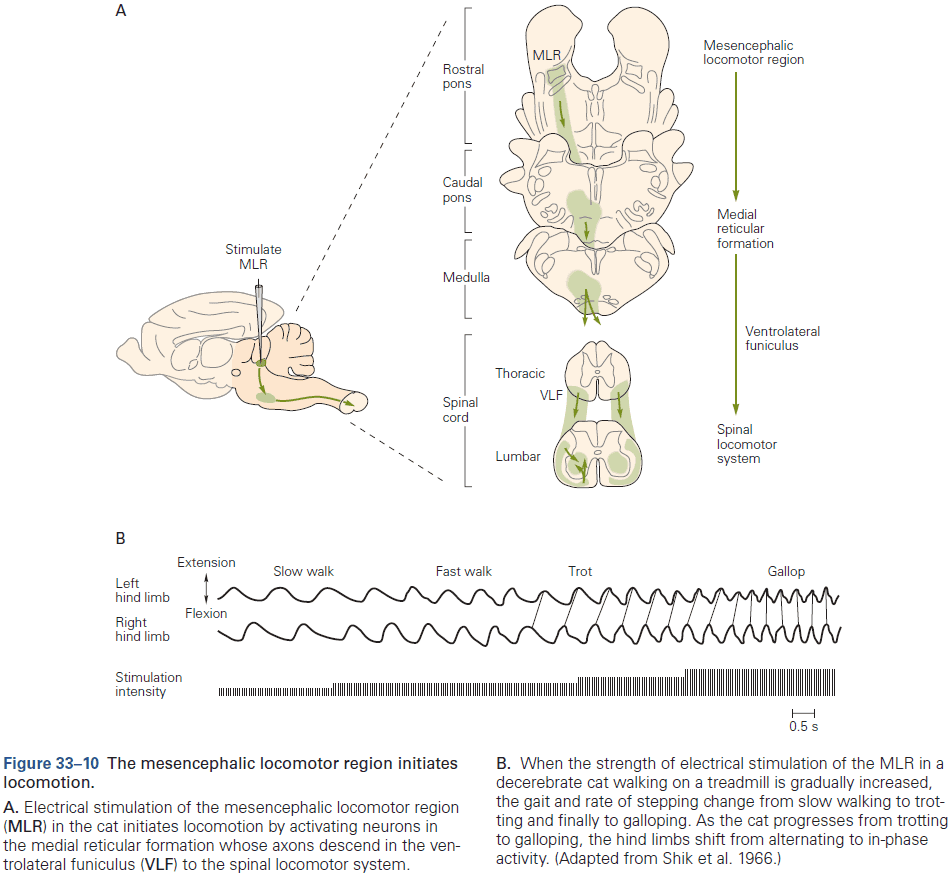 A
Rostral
pons
MLR
Mesencephalic
locomotor region
Caudal
pons
Medial
reticular
formation
Stimulate
MLR
Medulla
Ventrolateral
funiculus
Thoracic
VLF
Spinal
cord
Spinal
locomotor
system
Lumbar
B
Extension
Flexion
Left
hind limb
Right
hind limb
Slow walk
Fast walk
Trot
Gallop
Stimulation
intensity
0.5 s
Figure 33–10 The mesencephalic locomotor region initiates
locomotion.
A. Electrical stimulation of the mesencephalic locomotor region
(MLR) in the cat initiates locomotion by activating neurons in
the medial reticular formation whose axons descend in the ven-
trolateral funiculus (VLF) to the spinal locomotor system.
B. When the strength of electrical stimulation of the MLR in a
decerebrate cat walking on a treadmill is gradually increased,
the gait and rate of stepping change from slow walking to trot-
ting and finally to galloping. As the cat progresses from trotting
to galloping, the hind limbs shift from alternating to in-phase
activity. (Adapted from Shik et al. 1966.)